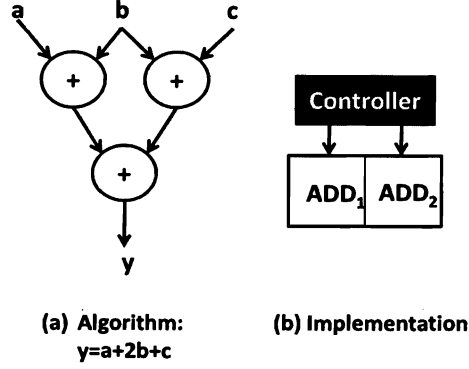 a b c
+ +
+
y
Controller
ADD₁ ADD₂
(a) Algorithm:
y=a+2b+c
(b) Implementation